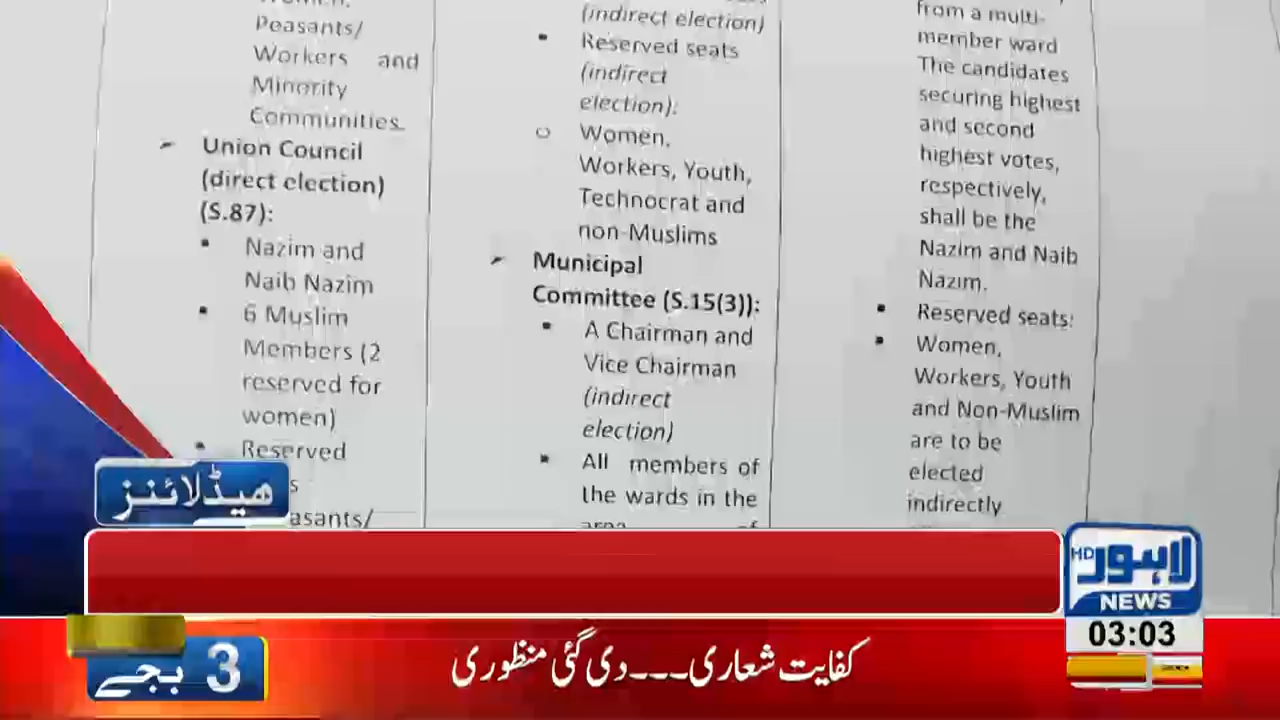 Peasants/
Workers and
Minority
Communities.
Union Council
(direct election)
(S.87):
Nazim and
Naib Nazim
6 Muslim
Members (2
reserved for
women)
Reserved
(indirect election)
Reserved seats
(indirect
election):
Women,
Workers, Youth,
Technocrat and
non-Muslims
Municipal
Committee (S.15(3)):
A Chairman and
Vice Chairman
(indirect
election)
All members of
the wards in the
from a multi-
member ward
The candidates
securing highest
and second
highest votes,
respectively,
shall be the
Nazim and Naib
Nazim.
Reserved seats:
Women,
Workers, Youth
and Non-Muslim
are to be
elected
indirectly
ھیڈلائنز
HD لاہور
NEWS
03:03
3 بجے
کفایت شعاری۔۔۔دی گئی منظوری